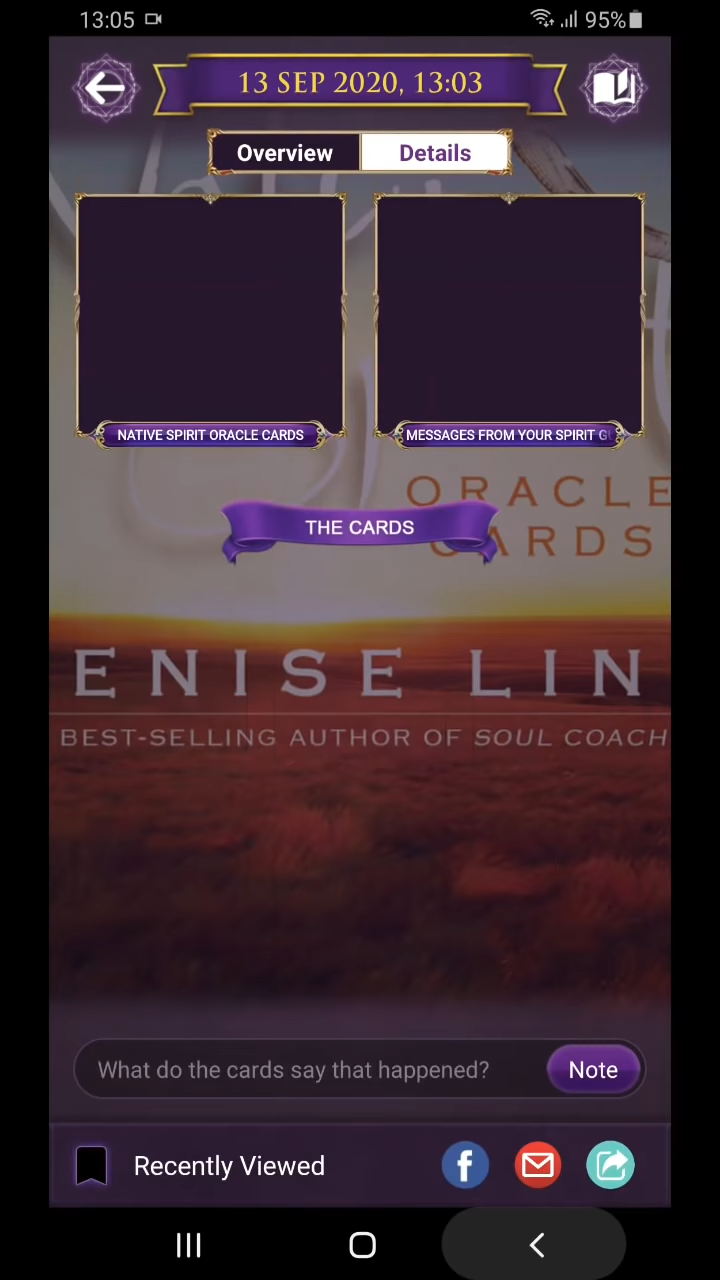 13:05
95%
13 SEP 2020, 13:03
Overview
Details
NATIVE SPIRIT ORACLE CARDS
MESSAGES FROM YOUR SPIRIT G
ORACLE
THE CARDS
CARDS
ENISE LIN
BEST-SELLING AUTHOR OF SOUL COACH
What do the cards say that happened?
Note
Recently Viewed